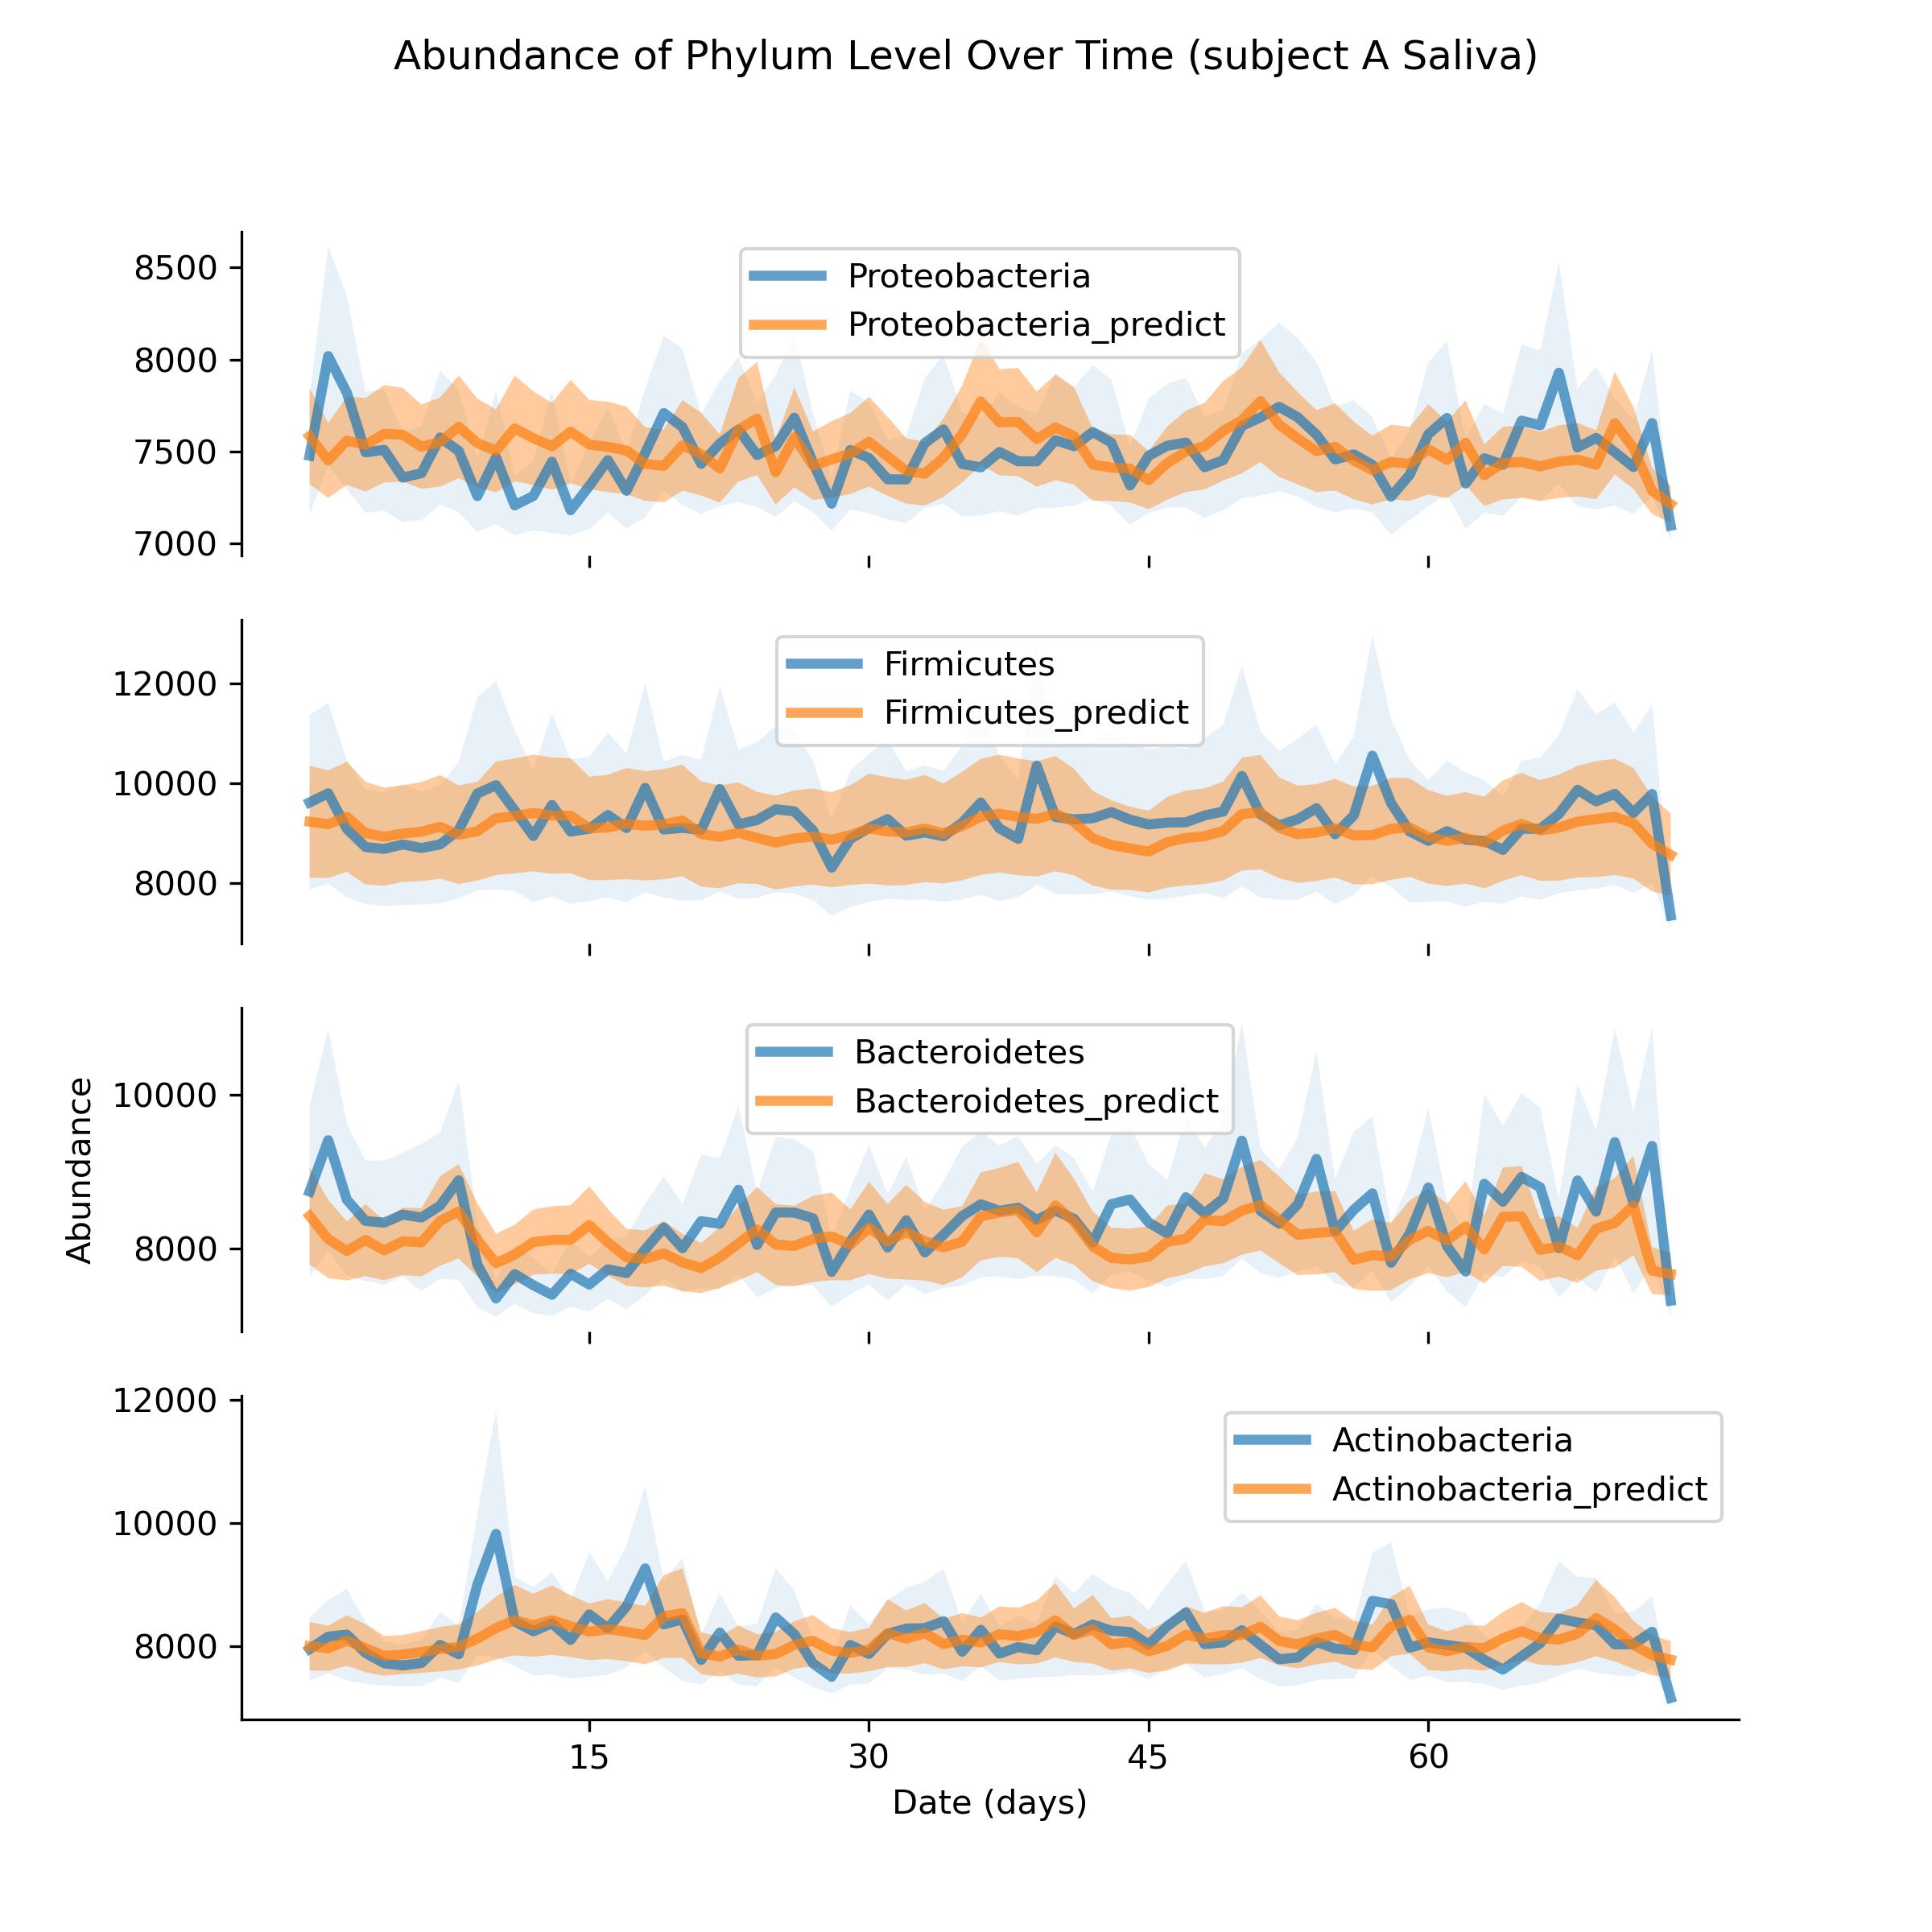 Abundance of Phylum Level Over Time (subject A Saliva)
8500
8000
7500
7000
Proteobacteria
Proteobacteria_predict
12000
10000
8000
Firmicutes
Firmicutes_predict
Abundance
10000
8000
Bacteroidetes
Bacteroidetes_predict
12000
10000
8000
Actinobacteria
Actinobacteria_predict
15 30 45 60
Date (days)